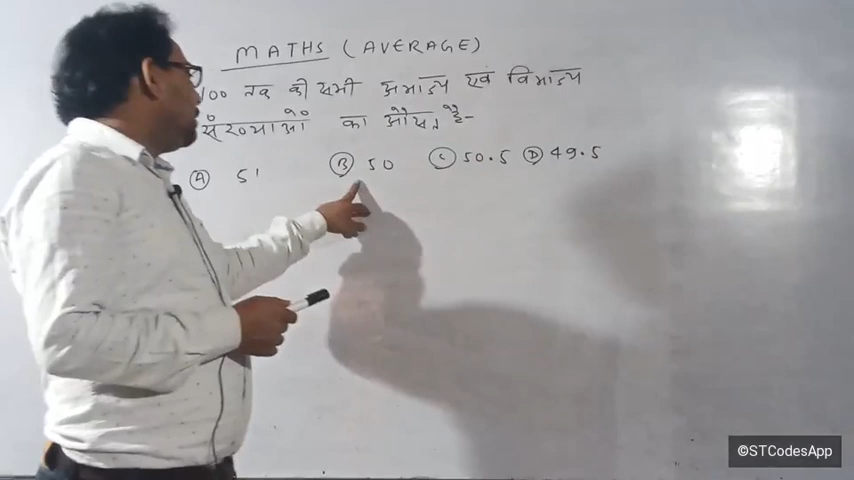 MATHS (AVERAGE)
100 तक की सभी अभाज्य एवं विभाज्य
संख्याओं का औसत है-
(A) 51 (B) 50 (C) 50.5 (D) 49.5
©STCodesApp